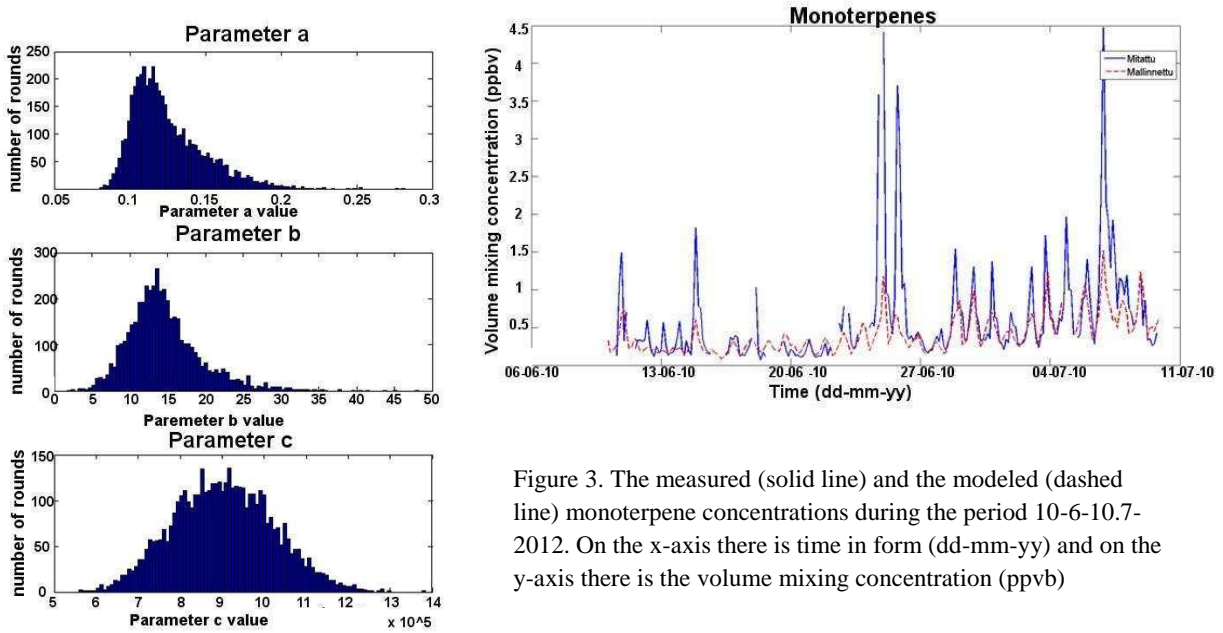 Parameter a
number of rounds
250
200
150
100
50
0.05 0.1 0.15 0.2 0.25 0.3
Parameter a value
Parameter b
number of rounds
300
200
100
0
0 5 10 15 20 25 30 35 40 45 50
Paremeter b value
Parameter c
number of rounds
150
100
50
0
5 6 7 8 9 10 11 12 13 14
Parameter c value x 10^5
Monoterpenes
Volume mixing concentration (ppbv)
4.5
4
3.5
3
2.5
2
1.5
1
0.5
Mitattu
Mallinnettu
06-06-10 13-06-10 20-06 -10 27-06-10 04-07-10 11-07-10
Time (dd-mm-yy)
Figure 3. The measured (solid line) and the modeled (dashed
line) monoterpene concentrations during the period 10-6-10.7-
2012. On the x-axis there is time in form (dd-mm-yy) and on the
y-axis there is the volume mixing concentration (ppvb)